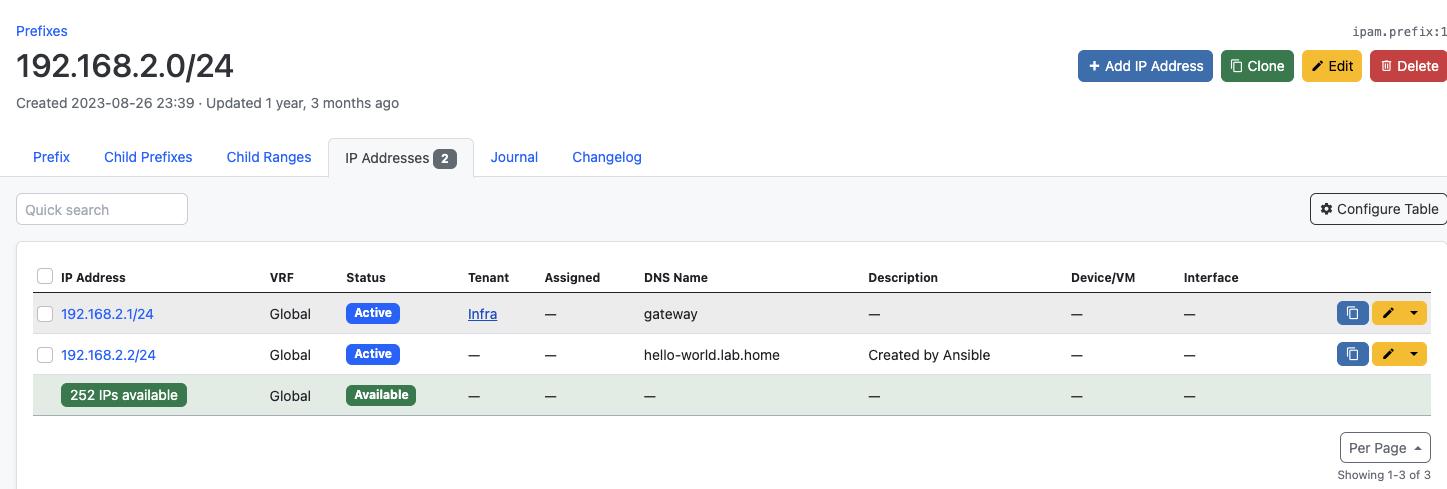 Prefixes
ipam.prefix:1
192.168.2.0/24
+ Add IP Address Clone Edit Delete
Created 2023-08-26 23:39 · Updated 1 year, 3 months ago
Prefix Child Prefixes Child Ranges IP Addresses 2 Journal Changelog
Quick search
Configure Table
IP Address VRF Status Tenant Assigned DNS Name Description Device/VM Interface
192.168.2.1/24 Global Active Infra — gateway — — —
192.168.2.2/24 Global Active — — hello-world.lab.home Created by Ansible — —
252 IPs available Global Available — — — — — —
Per Page
Showing 1-3 of 3